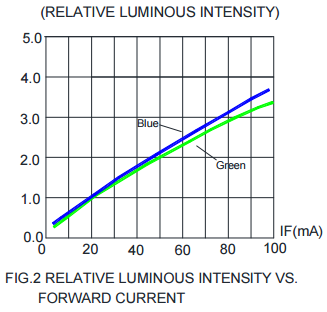 (RELATIVE LUMINOUS INTENSITY)
5.0
4.0
3.0
2.0
1.0
0.0
Blue
Green
IF(mA)
0 20 40 60 80 100
FIG.2 RELATIVE LUMINOUS INTENSITY VS.
FORWARD CURRENT